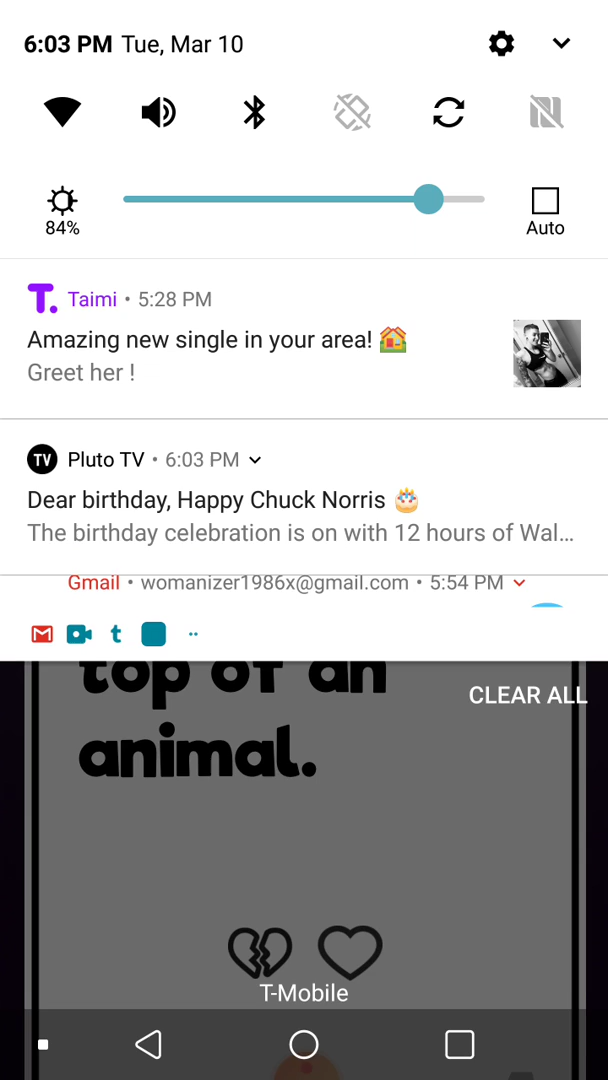 6:03 PM Tue, Mar 10
84%
Auto
T. Taimi • 5:28 PM
Amazing new single in your area! 🏠
Greet her !
TV Pluto TV • 6:03 PM
Dear birthday, Happy Chuck Norris 🎂
The birthday celebration is on with 12 hours of Wal...
Gmail • womanizer1986x@gmail.com • 5:54 PM
t
top of an
CLEAR ALL
animal.
T-Mobile